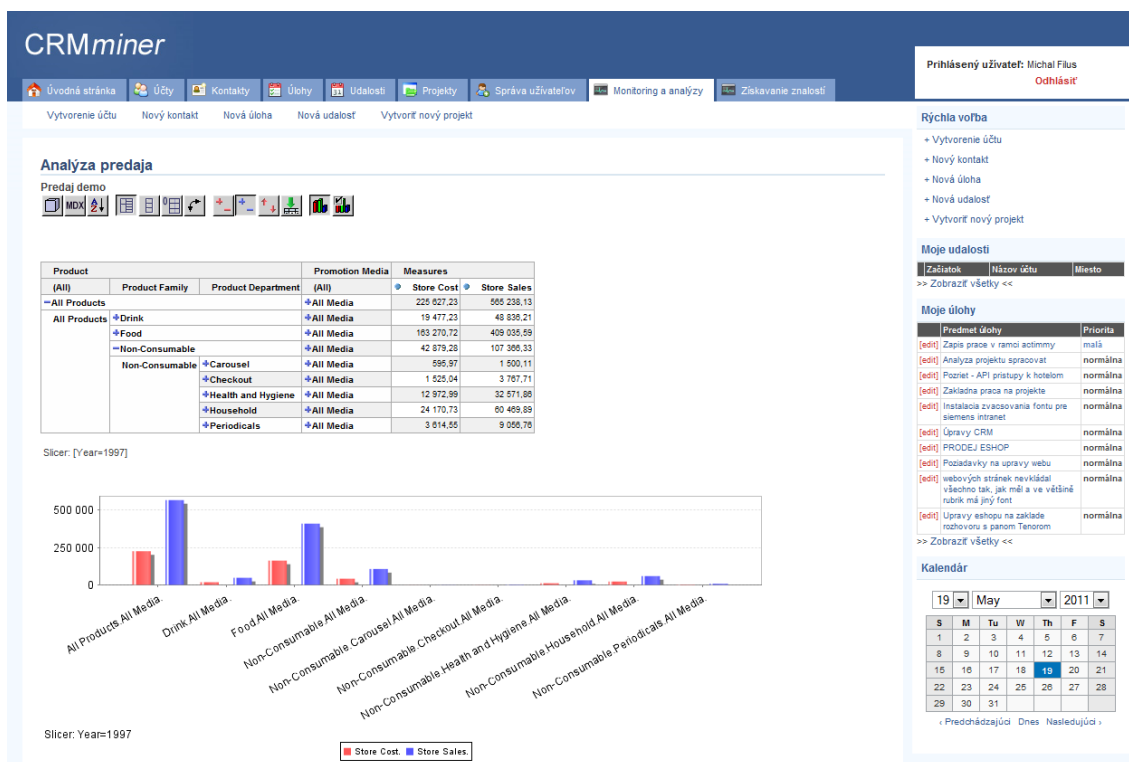 CRMminer
Prihlásený užívateľ: Michal Filus
Odhlásiť
Úvodná stránka Účty Kontakty Úlohy Udalosti Projekty Správa užívateľov Monitoring a analýzy Získavanie znalostí
Vytvorenie účtu Nový kontakt Nová úloha Nová udalosť Vytvoriť nový projekt
Analýza predaja
Predaj demo
MDX
Product Promotion Media Measures
(All) Product Family Product Department (All) Store Cost Store Sales
All Products All Media 225 627,23 565 238,13
All Products Drink All Media 19 477,23 48 836,21
Food All Media 163 270,72 409 035,59
Non-Consumable All Media 42 879,28 107 366,33
Non-Consumable Carousel All Media 595,97 1 500,11
Checkout All Media 1 525,04 3 767,71
Health and Hygiene All Media 12 972,99 32 571,86
Household All Media 24 170,73 60 469,89
Periodicals All Media 3 614,55 9 056,76
Slicer: [Year=1997]
500 000
250 000
0
All Products.All Media.
Drink.All Media.
Food.All Media.
Non-Consumable.All Media.
Non-Consumable.Carousel.All Media.
Non-Consumable.Checkout.All Media.
Non-Consumable.Health and Hygiene.All Media.
Non-Consumable.Household.All Media.
Non-Consumable.Periodicals.All Media.
Slicer: Year=1997
Store Cost. Store Sales.
Rýchla voľba
+ Vytvorenie účtu
+ Nový kontakt
+ Nová úloha
+ Nová udalosť
+ Vytvoriť nový projekt
Moje udalosti
Začiatok Názov účtu Miesto
>> Zobraziť všetky <<
Moje úlohy
Predmet úlohy Priorita
[edit] Zapis prace v ramci actimmy malá
[edit] Analyza projektu spracovat normálna
[edit] Pozriet - API pristupy k hotelom normálna
[edit] Zakladna praca na projekte normálna
[edit] Instalacia zvaosovania fontu pre normálna
siemens intranet
[edit] Úpravy CRM normálna
[edit] PRODEJ ESHOP normálna
[edit] Poziadavky na upravy webu normálna
[edit] webových stránek nevkládal normálna
všechno tak, jak měl a ve většině
rubrik má jiný font
[edit] Upravy eshopu na zaklade normálna
rozhovoru s panom Tenorom
>> Zobraziť všetky <<
Kalendár
19 May 2011
S M Tu W Th F S
1 2 3 4 5 6 7
8 9 10 11 12 13 14
15 16 17 18 19 20 21
22 23 24 25 26 27 28
29 30 31
‹ Predchádzajúci Dnes Nasledujúci ›